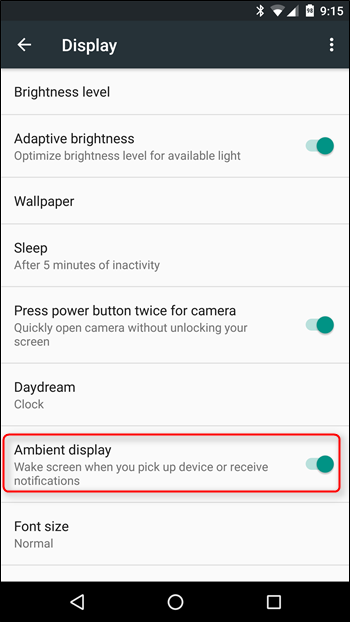 9:15
Display
Brightness level
Adaptive brightness
Optimize brightness level for available light
Wallpaper
Sleep
After 5 minutes of inactivity
Press power button twice for camera
Quickly open camera without unlocking your
screen
Daydream
Clock
Ambient display
Wake screen when you pick up device or receive
notifications
Font size
Normal